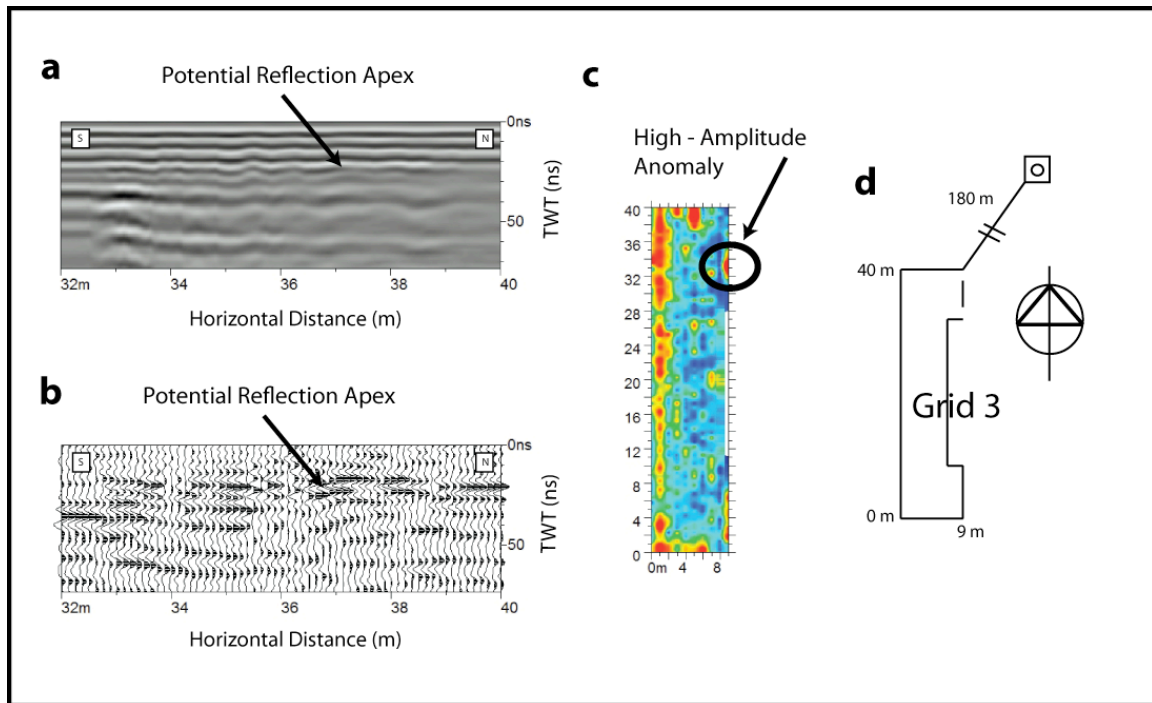 a
Potential Reflection Apex
S
N
0ns
50
TWT (ns)
32m
34
36
38
40
Horizontal Distance (m)
b
Potential Reflection Apex
S
N
0ns
50
TWT (ns)
32m
34
36
38
40
Horizontal Distance (m)
c
High - Amplitude
Anomaly
40
36
32
28
24
20
16
12
8
4
0
0m
4
8
d
180 m
40 m
Grid 3
0 m
9 m